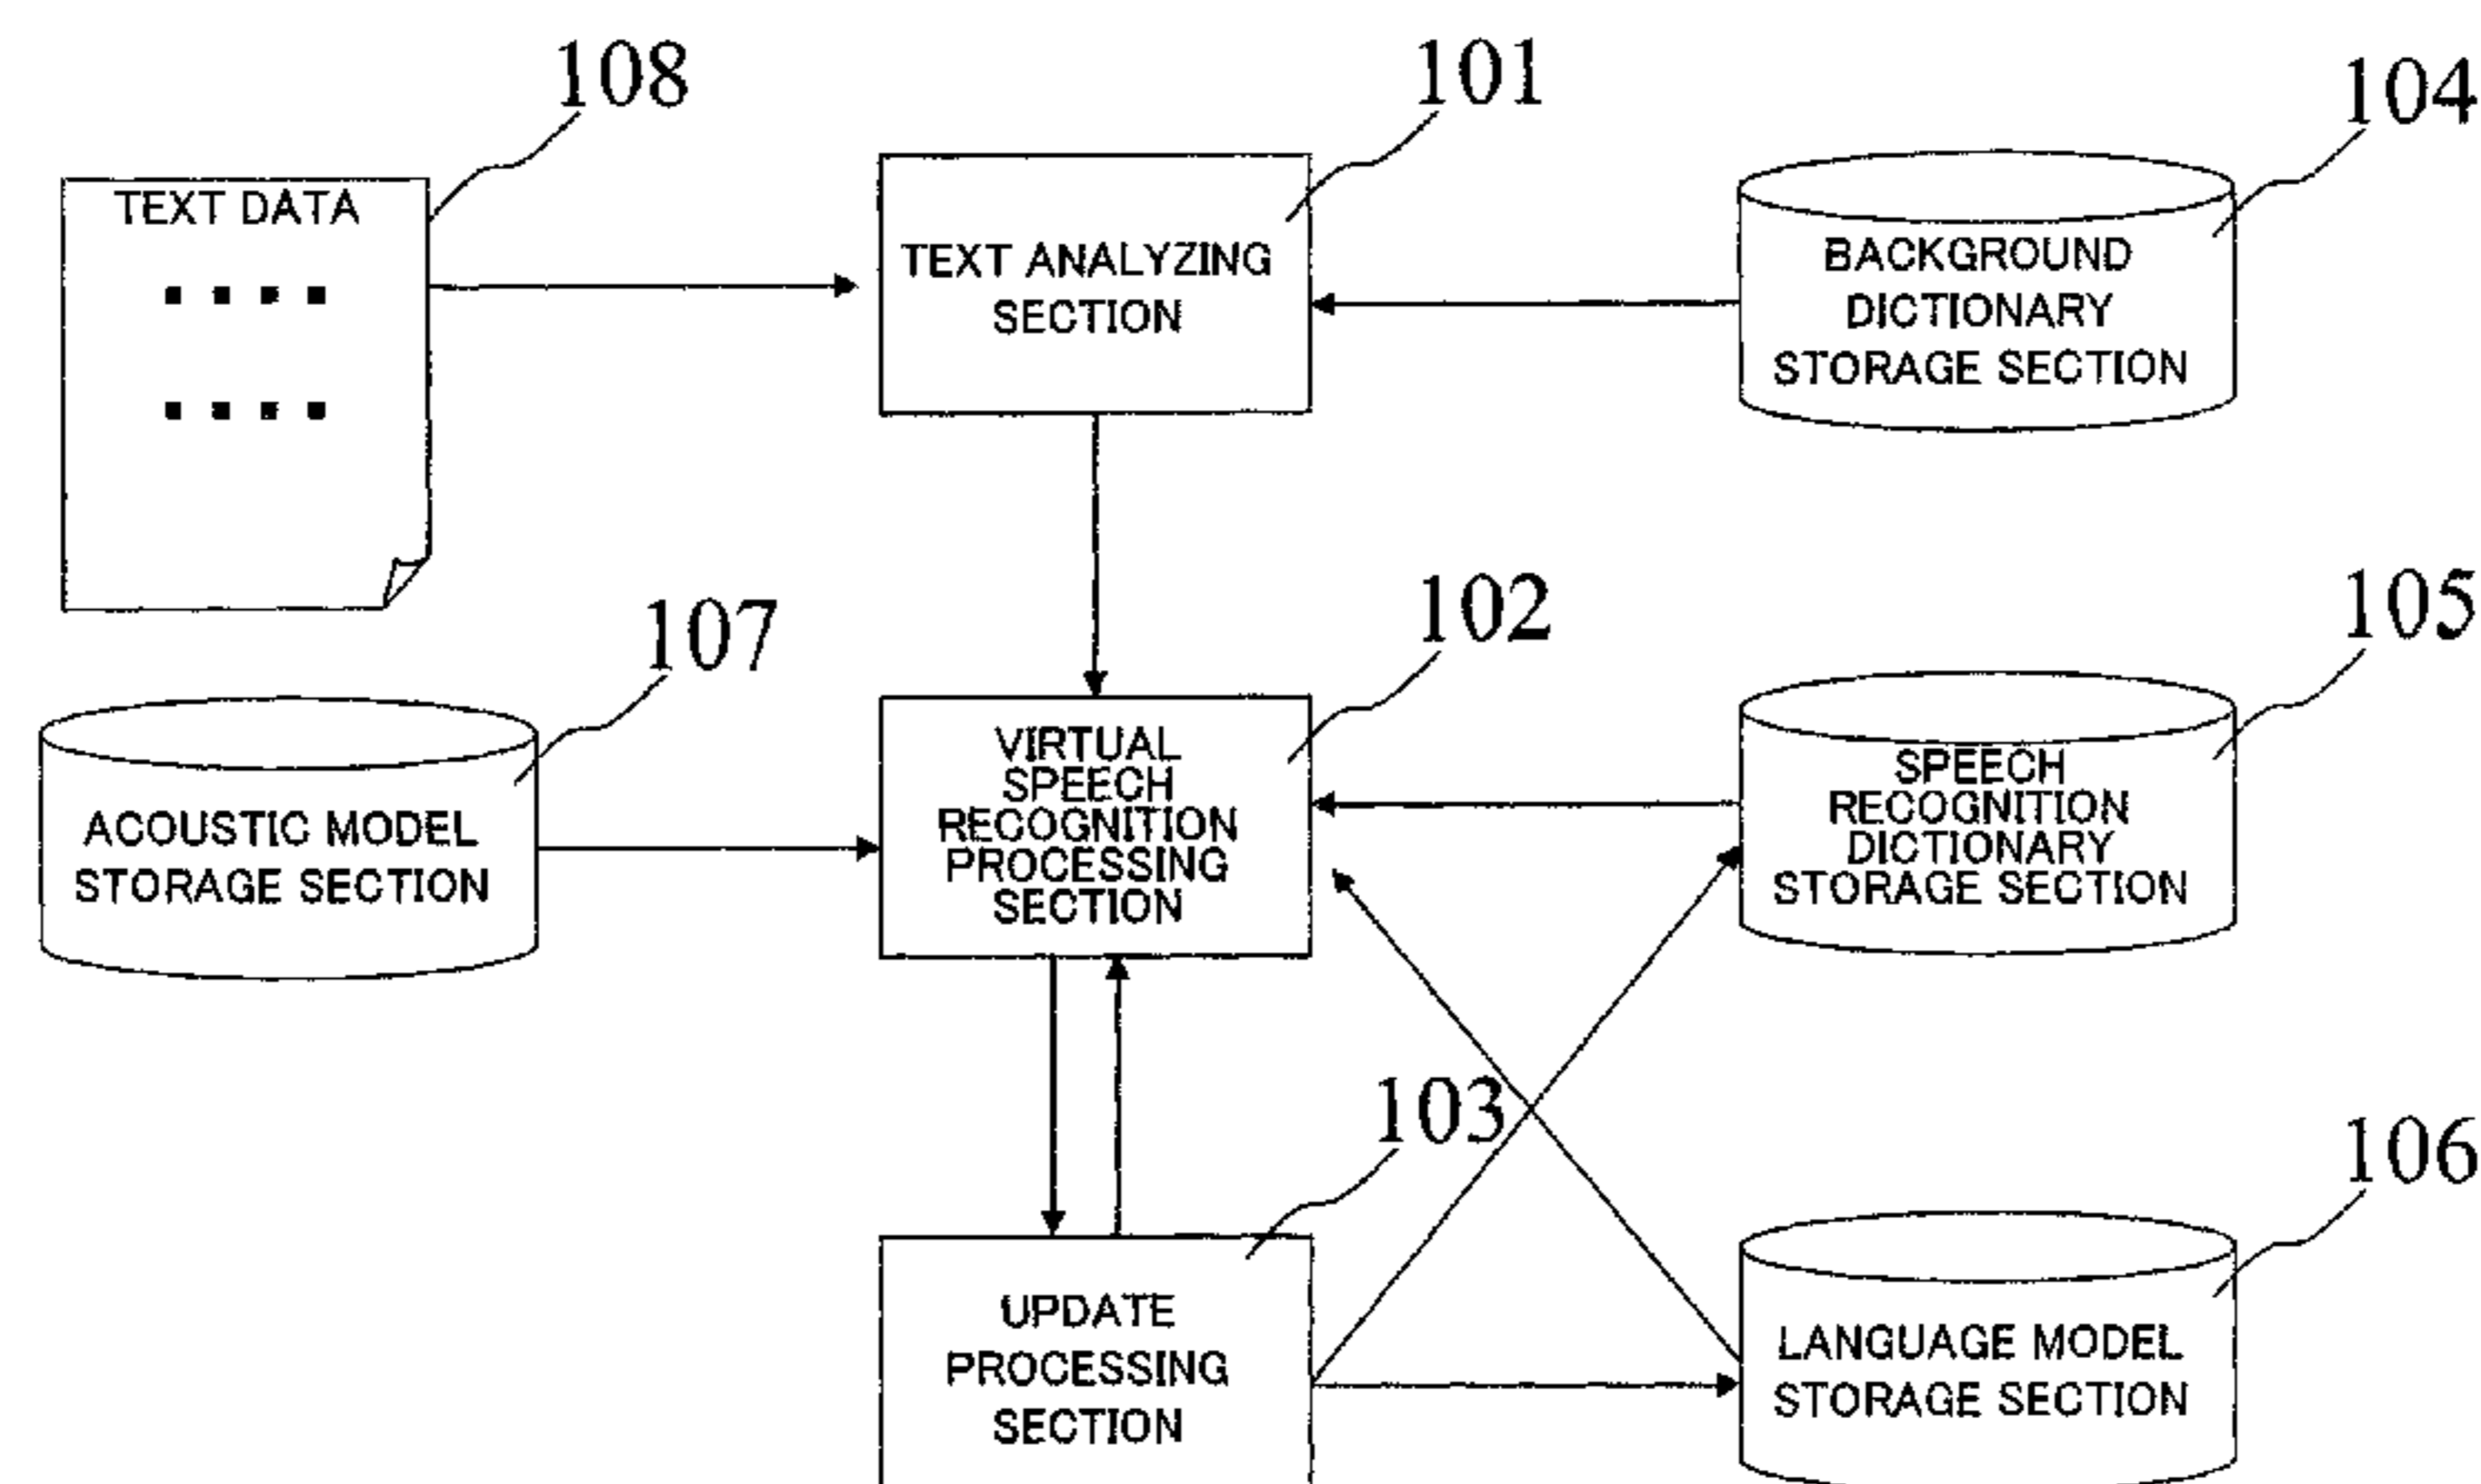 108
101
104
TEXT DATA
TEXT ANALYZING
SECTION
BACKGROUND
DICTIONARY
STORAGE SECTION
107
102
105
ACOUSTIC MODEL
STORAGE SECTION
VIRTUAL
SPEECH
RECOGNITION
PROCESSING
SECTION
SPEECH
RECOGNITION
DICTIONARY
STORAGE SECTION
103
106
UPDATE
PROCESSING
SECTION
LANGUAGE MODEL
STORAGE SECTION